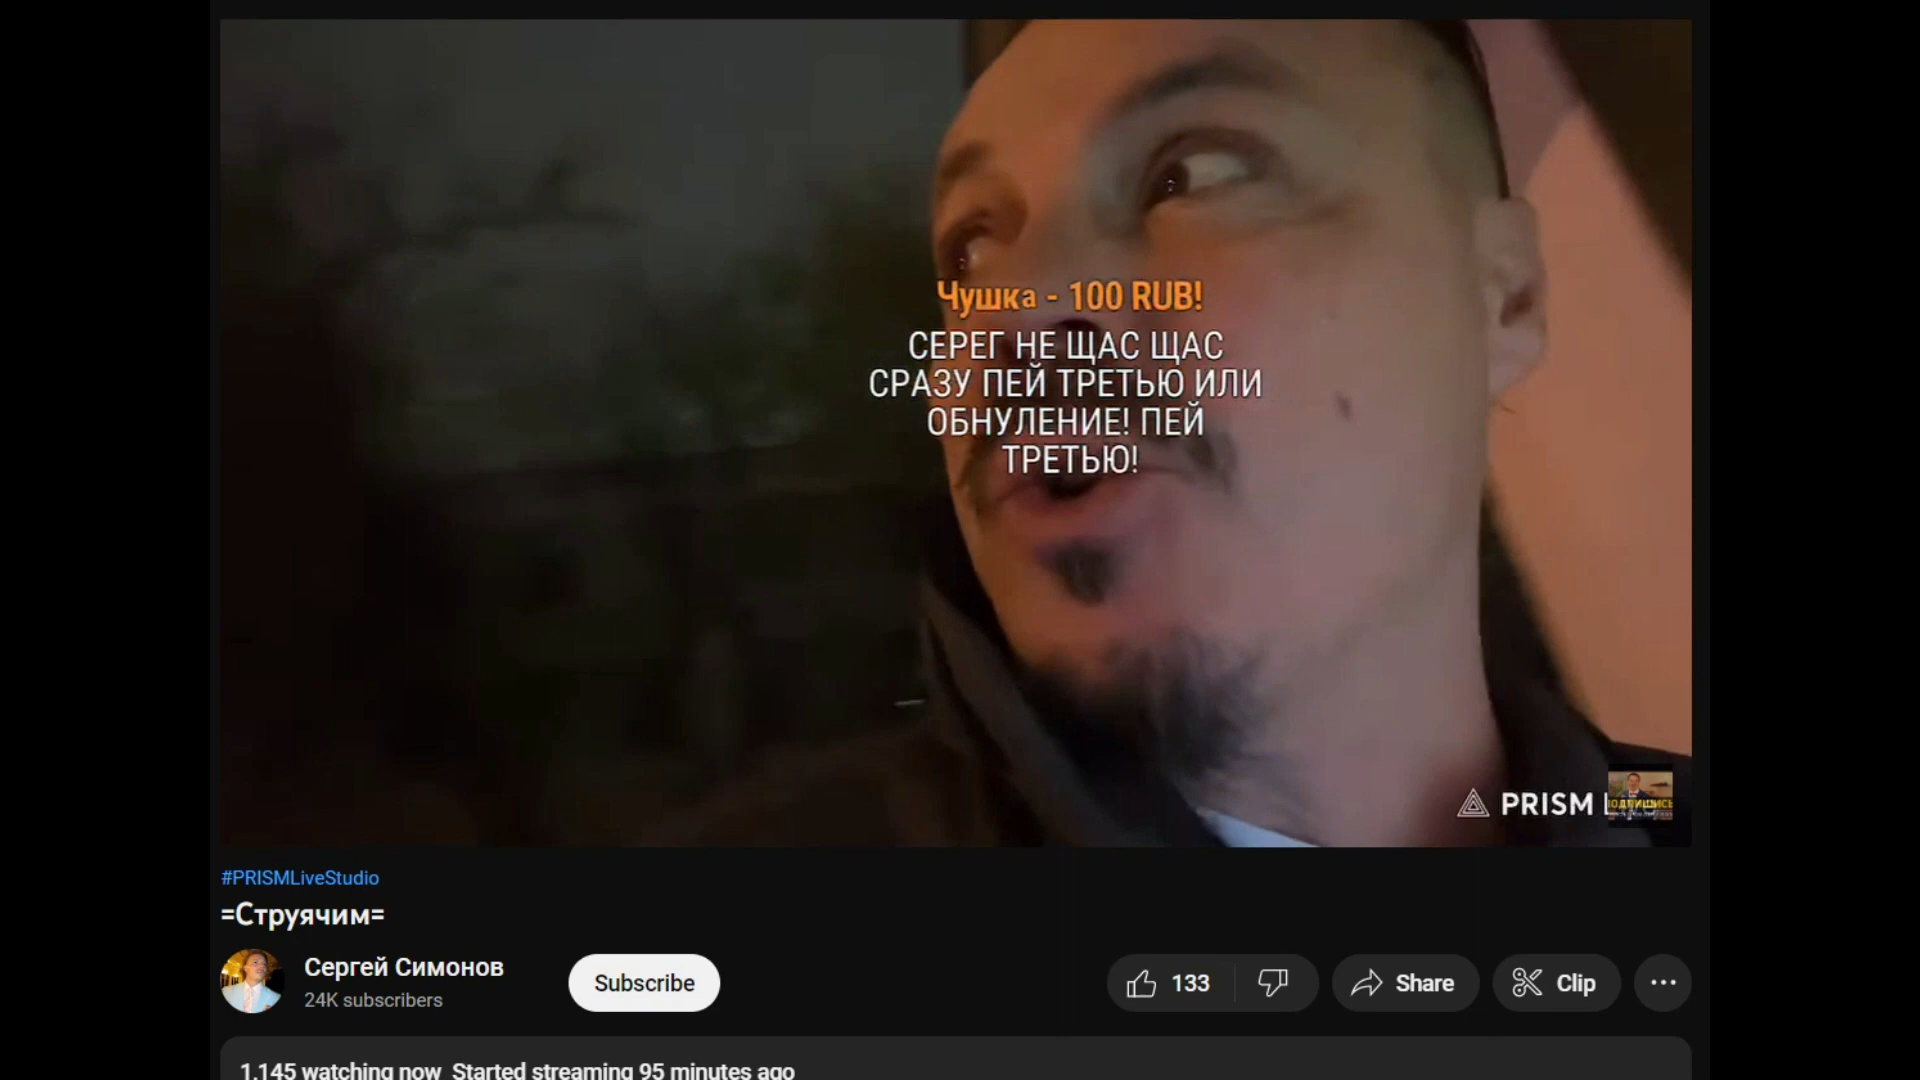 Чушка - 100 RUB!
СЕРЕГ НЕ ЩАС ЩАС
СРАЗУ ПЕЙ ТРЕТЬЮ ИЛИ
ОБНУЛЕНИЕ! ПЕЙ
ТРЕТЬЮ!
PRISM L
ПОДПИШИСЬ
#PRISMLiveStudio
=Струячим=
Сергей Симонов
24K subscribers
Subscribe
133
Share
Clip
1,145 watching now Started streaming 95 minutes ago